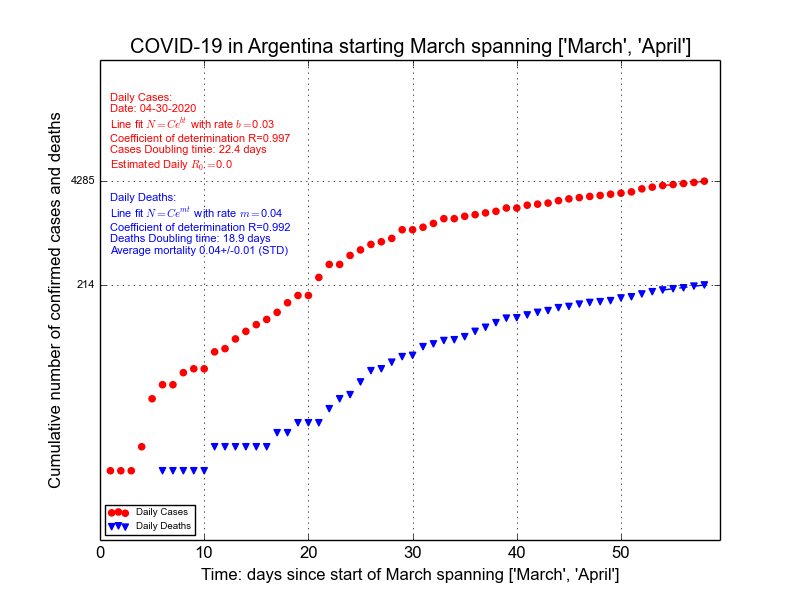 COVID-19 in Argentina starting March spanning ['March', 'April']
Daily Cases:
Date: 04-30-2020
Line fit N = Ce^{bt} with rate b = 0.03
Coefficient of determination R=0.997
Cases Doubling time: 22.4 days
Estimated Daily R_0 = 0.0
Daily Deaths:
Line fit N = Ce^{mt} with rate m = 0.04
Coefficient of determination R=0.992
Deaths Doubling time: 18.9 days
Average mortality 0.04+/-0.01 (STD)
Cumulative number of confirmed cases and deaths
4285
214
Daily Cases
Daily Deaths
0 10 20 30 40 50
Time: days since start of March spanning ['March', 'April']